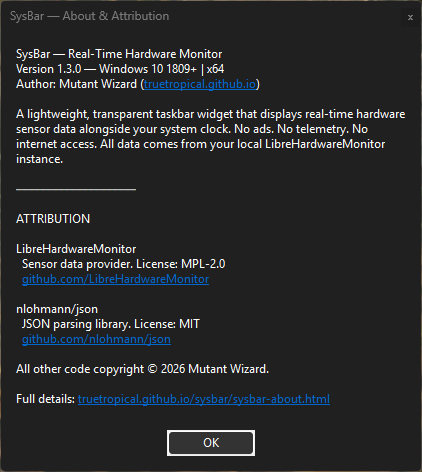 SysBar — About & Attribution
x
SysBar — Real-Time Hardware Monitor
Version 1.3.0 — Windows 10 1809+ | x64
Author: Mutant Wizard (truetropical.github.io)
A lightweight, transparent taskbar widget that displays real-time hardware
sensor data alongside your system clock. No ads. No telemetry. No
internet access. All data comes from your local LibreHardwareMonitor
instance.
____________________
ATTRIBUTION
LibreHardwareMonitor
Sensor data provider. License: MPL-2.0
github.com/LibreHardwareMonitor
nlohmann/json
JSON parsing library. License: MIT
github.com/nlohmann/json
All other code copyright © 2026 Mutant Wizard.
Full details: truetropical.github.io/sysbar/sysbar-about.html
OK